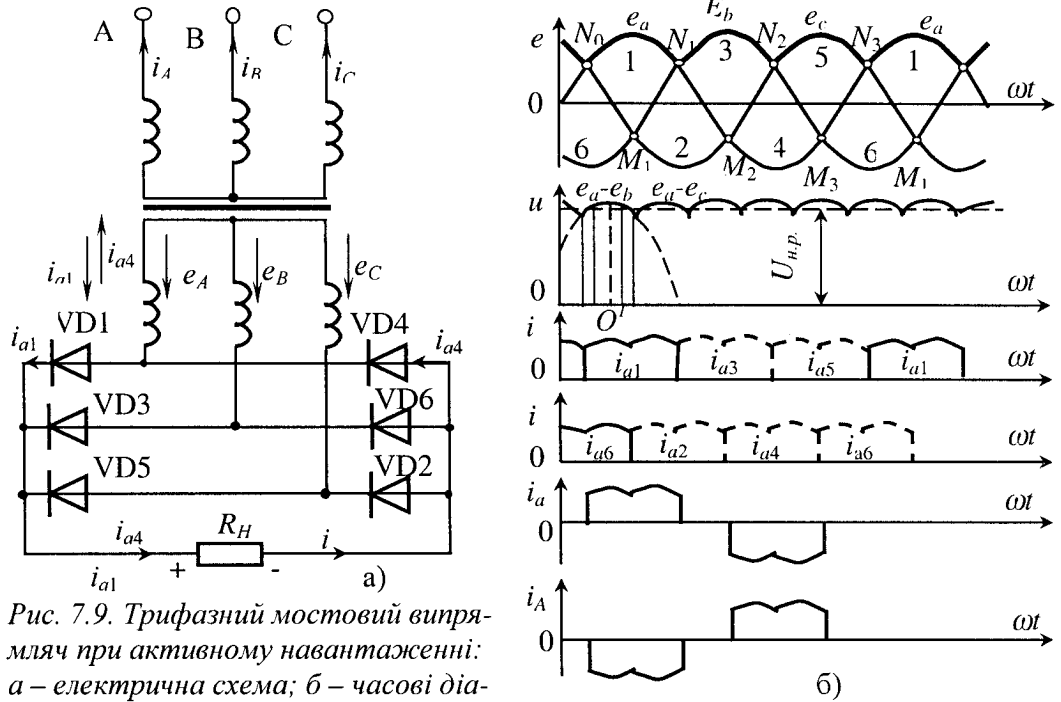 A B C
i_A i_B i_C
i_a1 i_a4 e_A e_B e_C
VD1 VD4
i_a1 i_a4
VD3 VD6
VD5 VD2
R_H
i_a4 i
i_a1 + - а)
Рис. 7.9. Трифазний мостовий випря-
мляч при активному навантаженні:
а – електрична схема; б – часові діа-
e_a E_b e_c e_a
e N_0 N_1 N_2 N_3
1 3 5 1
0 ωt
6 2 4 6
M_1 M_2 M_3 M_1
e_a-e_b e_a-e_c
u
U_н.р.
0 ωt
O^I
i
0 i_a1 i_a3 i_a5 i_a1 ωt
i
0 i_a6 i_a2 i_a4 i_a6 ωt
i_a
0 ωt
i_A
0 ωt
б)